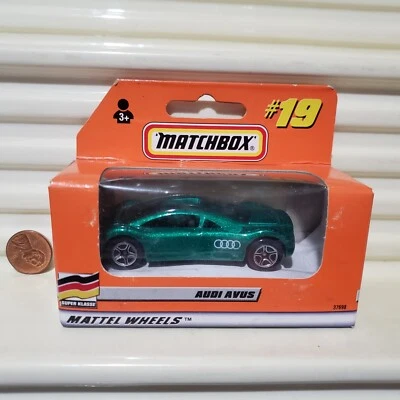 3+
#19
MATCHBOX®
SUPER KLASSE
AUDI AVUS
MATTEL WHEELS™